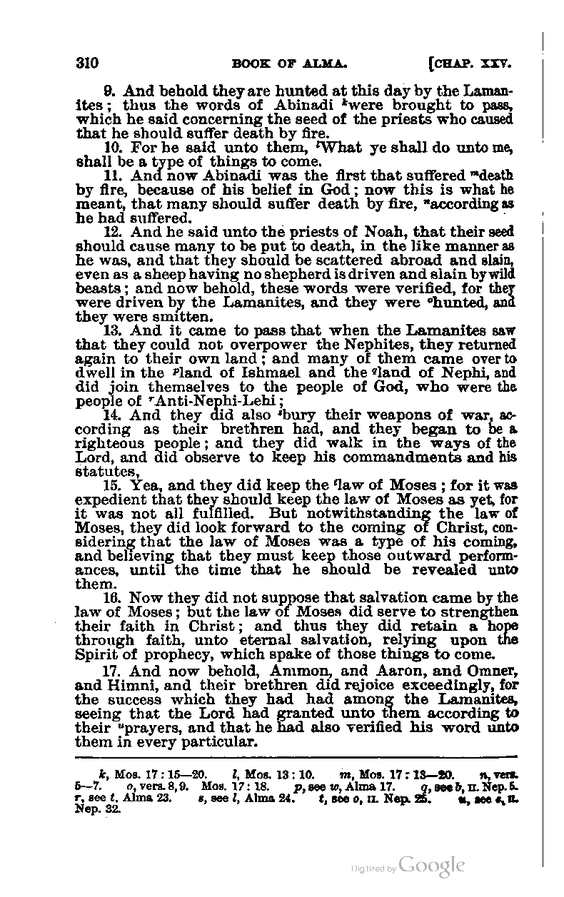 310 BOOK OF ALMA. [CHAP. XXV.
9. And behold they are hunted at this day by the Laman-
ites; thus the words of Abinadi ᵏwere brought to pass,
which he said concerning the seed of the priests who caused
that he should suffer death by fire.
10. For he said unto them, ˡWhat ye shall do unto me,
shall be a type of things to come.
11. And now Abinadi was the first that suffered ᵐdeath
by fire, because of his belief in God; now this is what he
meant, that many should suffer death by fire, ⁿaccording as
he had suffered.
12. And he said unto the priests of Noah, that their seed
should cause many to be put to death, in the like manner as
he was, and that they should be scattered abroad and slain,
even as a sheep having no shepherd is driven and slain by wild
beasts; and now behold, these words were verified, for they
were driven by the Lamanites, and they were ᵒhunted, and
they were smitten.
13. And it came to pass that when the Lamanites saw
that they could not overpower the Nephites, they returned
again to their own land; and many of them came over to
dwell in the ᵖland of Ishmael and the ᑫland of Nephi, and
did join themselves to the people of God, who were the
people of ʳAnti-Nephi-Lehi;
14. And they did also ˢbury their weapons of war, ac-
cording as their brethren had, and they began to be a
righteous people; and they did walk in the ways of the
Lord, and did observe to keep his commandments and his
statutes,
15. Yea, and they did keep the ᵗlaw of Moses; for it was
expedient that they should keep the law of Moses as yet, for
it was not all fulfilled. But notwithstanding the law of
Moses, they did look forward to the coming of Christ, con-
sidering that the law of Moses was a type of his coming,
and believing that they must keep those outward perform-
ances, until the time that he should be revealed unto
them.
16. Now they did not suppose that salvation came by the
law of Moses; but the law of Moses did serve to strengthen
their faith in Christ; and thus they did retain a hope
through faith, unto eternal salvation, relying upon the
Spirit of prophecy, which spake of those things to come.
17. And now behold, Ammon, and Aaron, and Omner,
and Himni, and their brethren did rejoice exceedingly, for
the success which they had had among the Lamanites,
seeing that the Lord had granted unto them according to
their ᵘprayers, and that he had also verified his word unto
them in every particular.
k, Mos. 17:15—20. l, Mos. 13:10. m, Mos. 17:13—20. n, vers.
5—7. o, vers. 8,9. Mos. 17:18. p, see w, Alma 17. q, see b, II. Nep. 5.
r, see t, Alma 23. s, see l, Alma 24. t, see o, II. Nep. 25. u, see e, II.
Nep. 32.
Digitized by Google